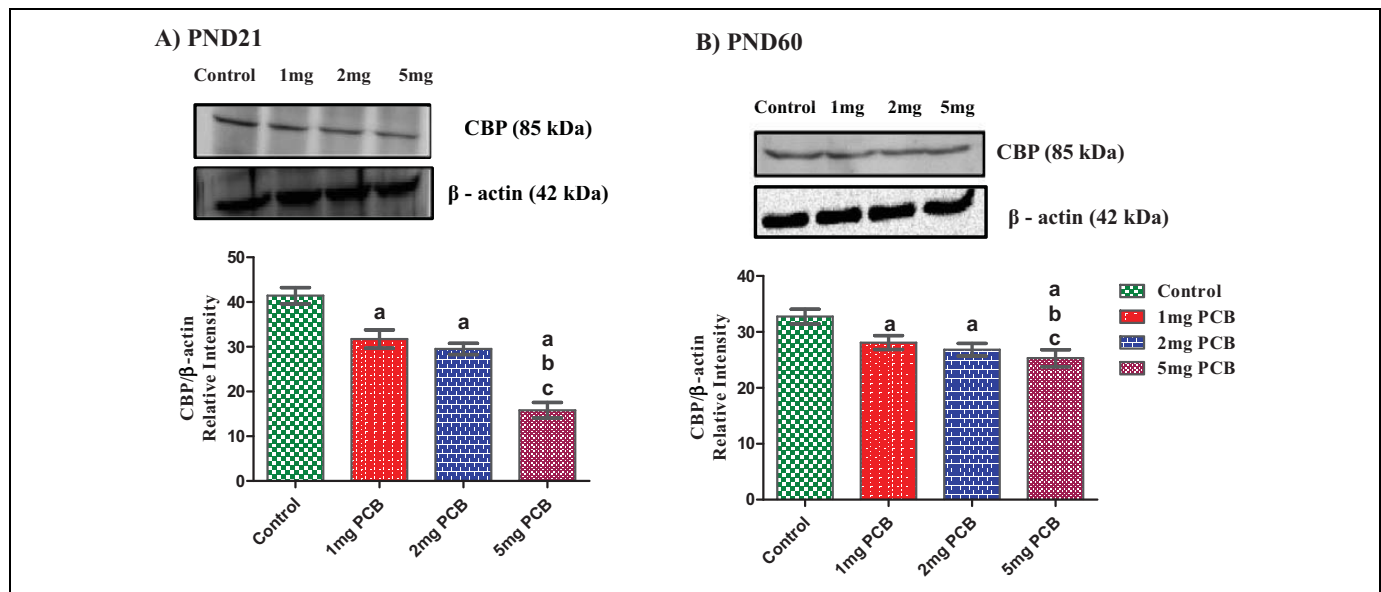 A) PND21
Control 1mg 2mg 5mg
CBP (85 kDa)
β - actin (42 kDa)
CBP/β-actin
Relative Intensity
50
40
30
20
10
0
a
a
a
b
c
Control
1mg PCB
2mg PCB
5mg PCB
B) PND60
Control 1mg 2mg 5mg
CBP (85 kDa)
β - actin (42 kDa)
CBP/β-actin
Relative Intensity
40
30
20
10
0
a
a
a
b
c
Control
1mg PCB
2mg PCB
5mg PCB
Control
1mg PCB
2mg PCB
5mg PCB